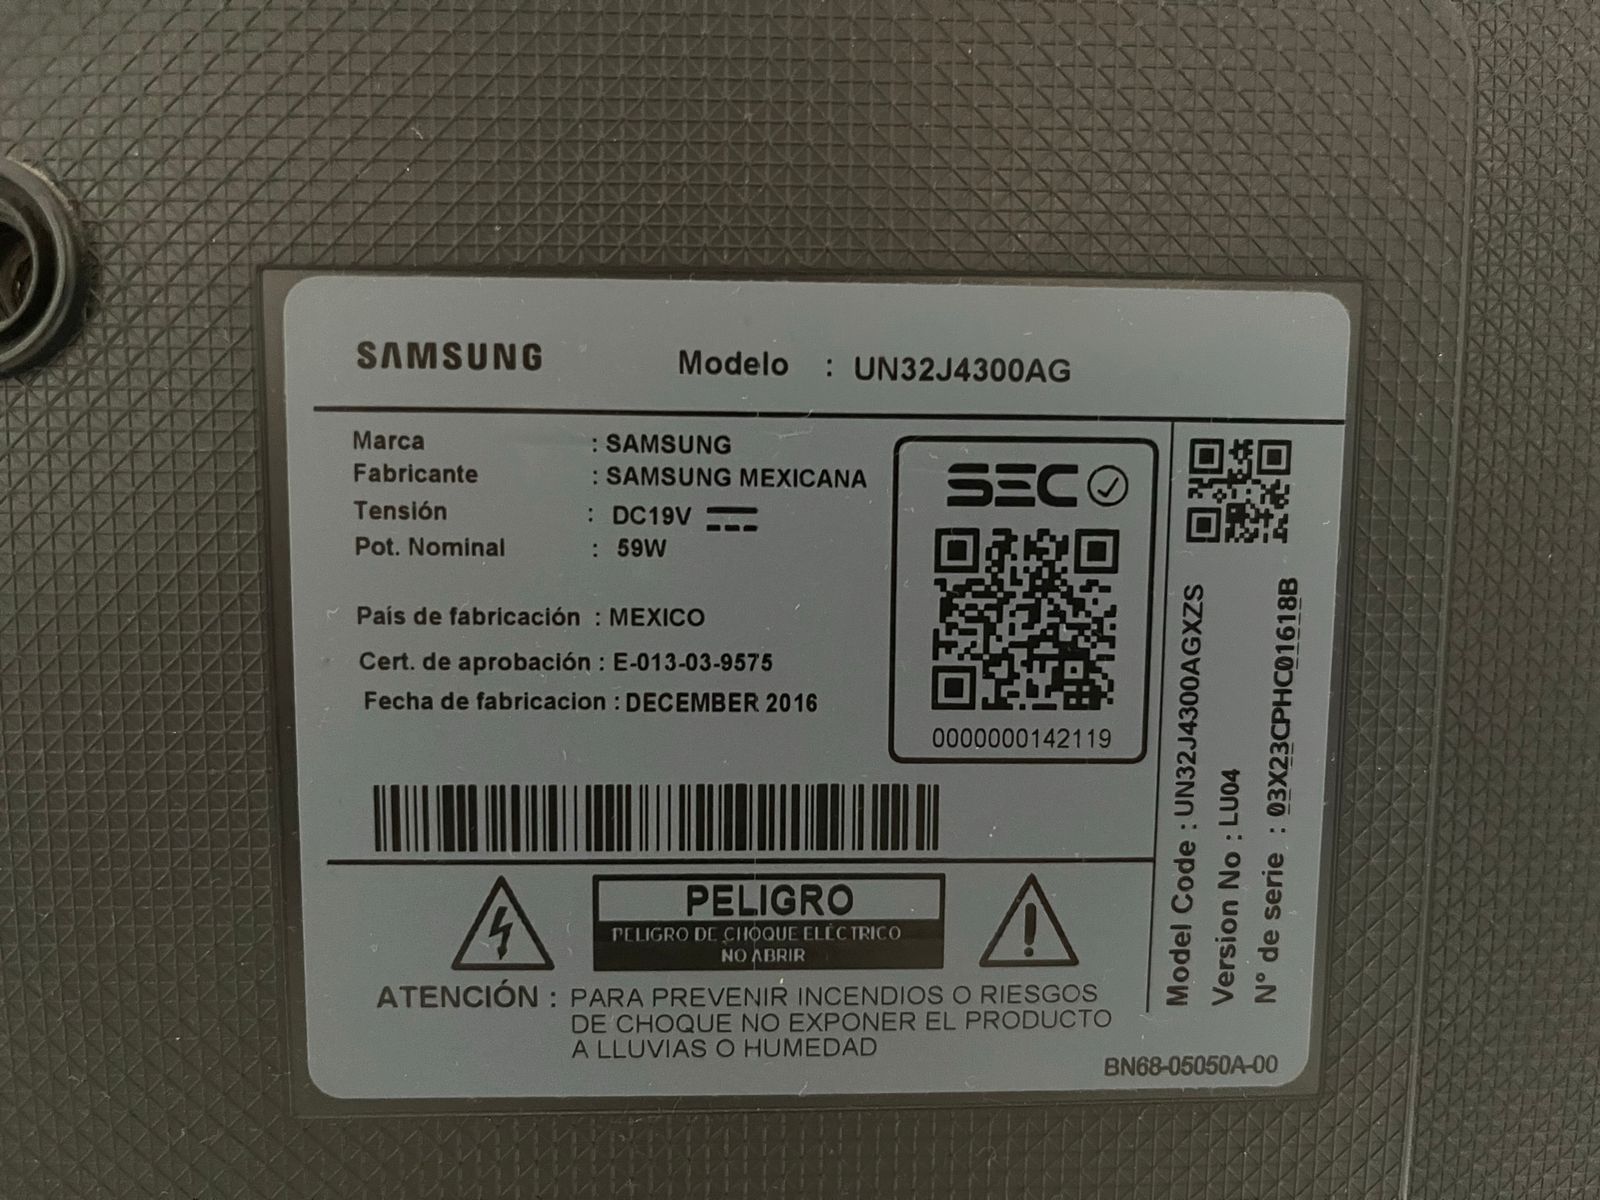 SAMSUNG Modelo : UN32J4300AG
Marca : SAMSUNG
Fabricante : SAMSUNG MEXICANA
Tensión : DC19V
Pot. Nominal : 59W
País de fabricación : MEXICO
Cert. de aprobación : E-013-03-9575
Fecha de fabricacion : DECEMBER 2016
SEC
0000000142119
Model Code : UN32J4300AGXZS
Version No : LU04
N° de serie : 03X23CPHC01618B
PELIGRO
PELIGRO DE CHOQUE ELÉCTRICO
NO ABRIR
ATENCIÓN : PARA PREVENIR INCENDIOS O RIESGOS
DE CHOQUE NO EXPONER EL PRODUCTO
A LLUVIAS O HUMEDAD
BN68-05050A-00